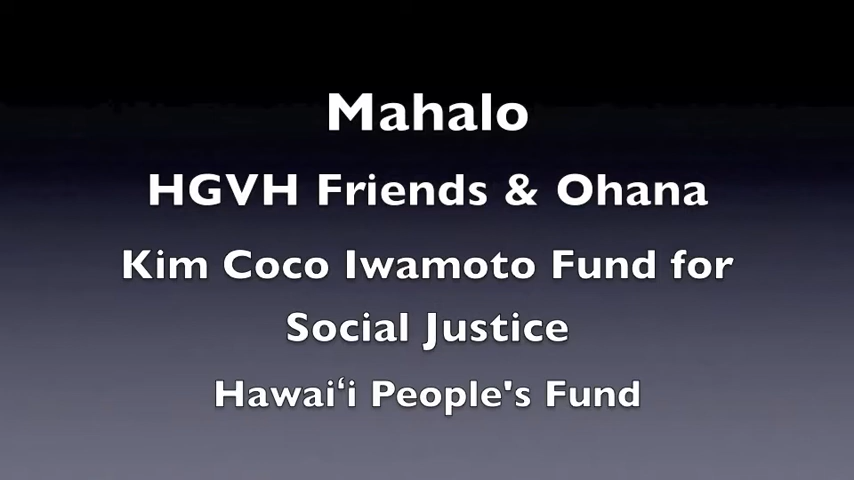 Mahalo
HGVH Friends & Ohana
Kim Coco Iwamoto Fund for
Social Justice
Hawaiʻi People's Fund